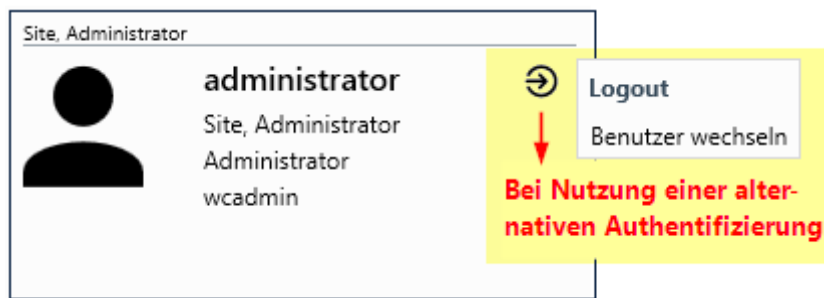 Site, Administrator
administrator
Site, Administrator
Administrator
wcadmin
Logout
Benutzer wechseln
Bei Nutzung einer alter-
nativen Authentifizierung